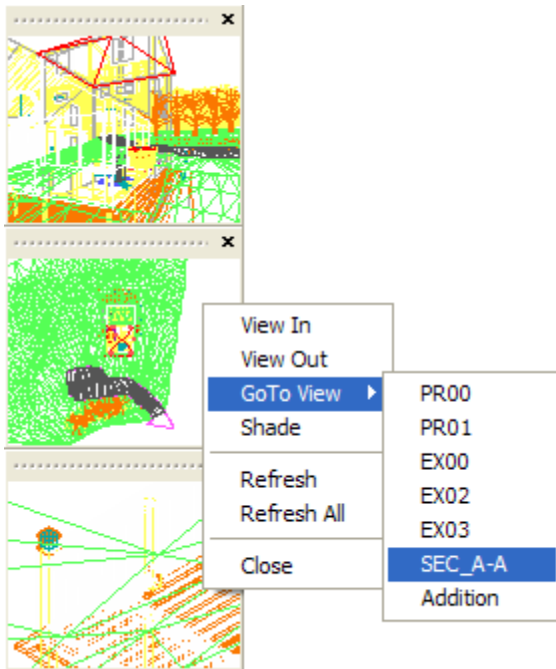 View In
View Out
GoTo View
Shade
Refresh
Refresh All
Close
PR00
PR01
EX00
EX02
EX03
SEC_A-A
Addition